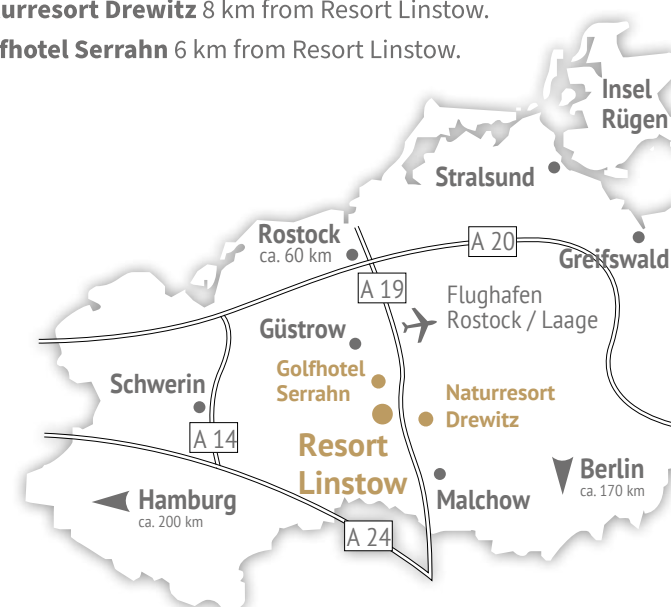 urresort Drewitz 8 km from Resort Linstow.
fhotel Serrahn 6 km from Resort Linstow.
Insel
Rügen
Stralsund
Rostock
ca. 60 km
A 20
Greifswald
A 19
Flughafen
Rostock / Laage
Güstrow
Golfhotel
Serrahn
Schwerin
Naturresort
Drewitz
A 14
Resort
Linstow
Berlin
ca. 170 km
Hamburg
ca. 200 km
Malchow
A 24